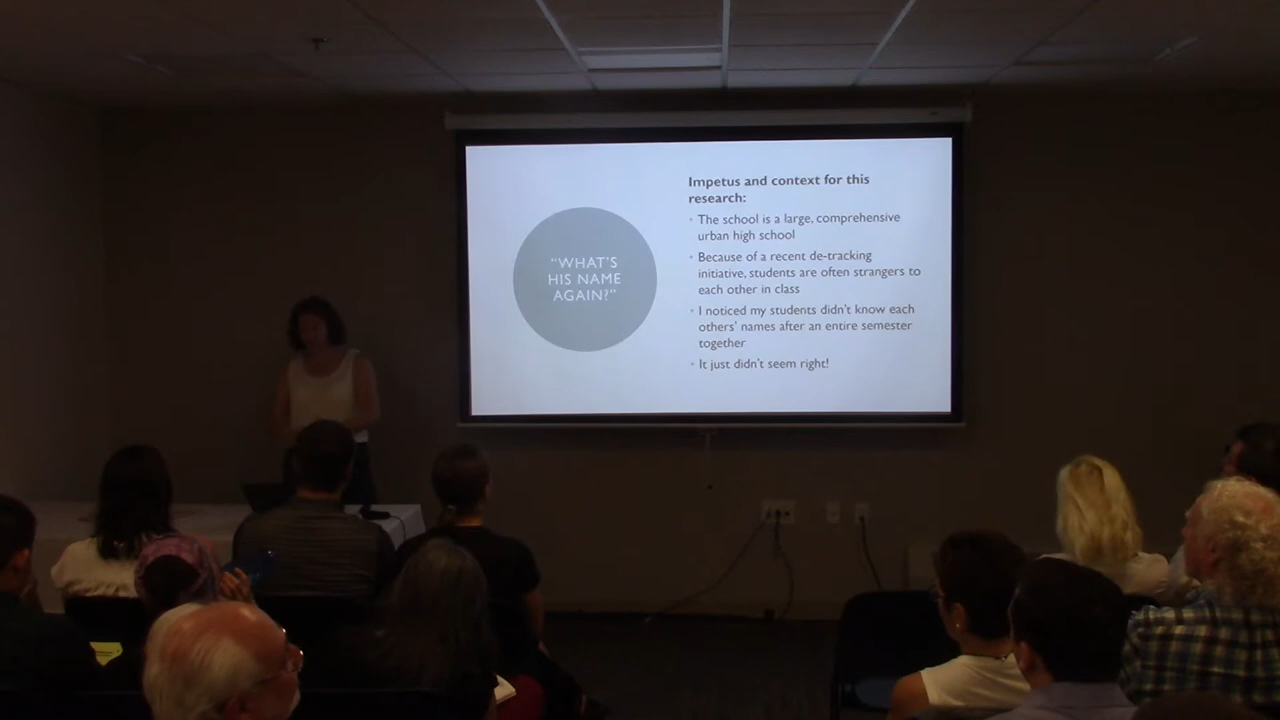 "WHAT'S
HIS NAME
AGAIN?"
Impetus and context for this
research:
• The school is a large, comprehensive
urban high school
• Because of a recent de-tracking
initiative, students are often strangers to
each other in class
• I noticed my students didn't know each
others' names after an entire semester
together
• It just didn't seem right!